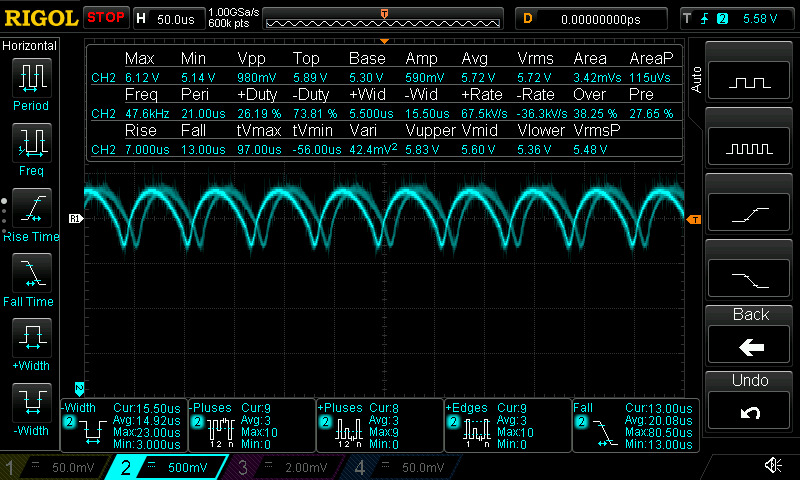 RIGOL STOP H 50.0us 1.00GSa/s 600k pts T D 0.00000000ps T 2 5.58 V
Horizontal
Period
Freq
Rise Time
Fall Time
+Width
-Width
Max Min Vpp Top Base Amp Avg Vrms Area AreaP
CH2 6.12 V 5.14 V 980mV 5.89 V 5.30 V 590mV 5.72 V 5.72 V 3.42mVs 115uVs
Freq Peri +Duty -Duty +Wid -Wid +Rate -Rate Over Pre
CH2 47.6kHz 21.00us 26.19 % 73.81 % 5.500us 15.50us 67.5kV/s -36.3kV/s 38.25 % 27.65 %
Rise Fall tVmax tVmin Vari Vupper Vmid Vlower VrmsP
CH2 7.000us 13.00us 97.00us -56.00us 42.4mV² 5.83 V 5.60 V 5.36 V 5.48 V
R1
T
2
Auto
Back
Undo
-Width Cur:15.50us
2 Avg:14.92us
Max:23.00us
Min:3.000us
-Pluses Cur:9
2 Avg:3
Max:10
1 2 n Min:0
+Pluses Cur:8
2 Avg:3
Max:9
1 2 n Min:0
+Edges Cur:9
2 Avg:3
Max:10
1 2 n Min:0
Fall Cur:13.00us
2 Avg:20.08us
Max:80.50us
Min:13.00us
1 50.0mV 2 500mV 3 2.00mV 4 50.0mV